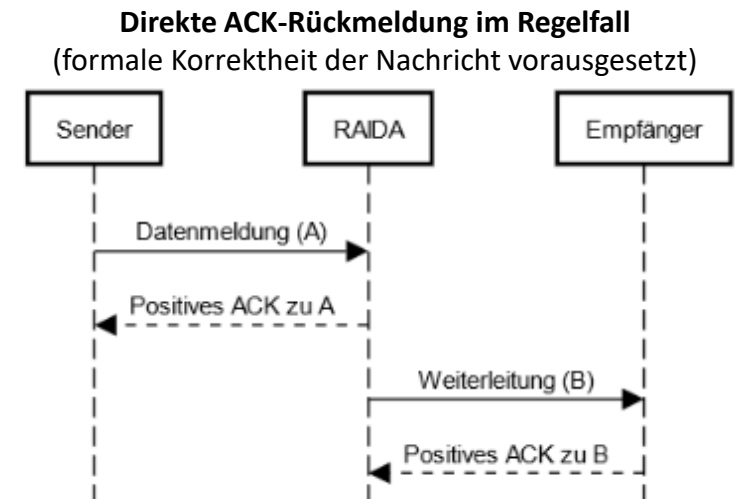 Direkte ACK-Rückmeldung im Regelfall
(formale Korrektheit der Nachricht vorausgesetzt)
Sender
RAIDA
Empfänger
Datenmeldung (A)
Positives ACK zu A
Weiterleitung (B)
Positives ACK zu B